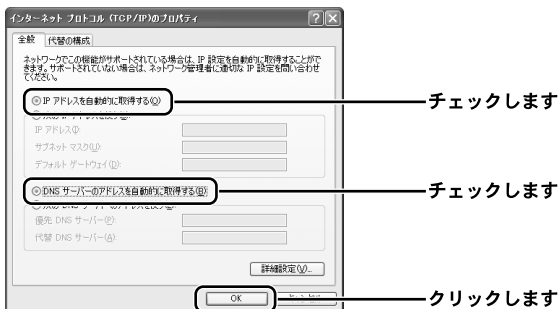 インターネット プロトコル (TCP/IP)のプロパティ
全般 代替の構成
ネットワークでこの機能がサポートされている場合は、IP 設定を自動的に取得することがで
きます。サポートされていない場合は、ネットワーク管理者に適切な IP 設定を問い合わせ
てください。
IP アドレスを自動的に取得する(O) チェックします
IP アドレス(I):
サブネット マスク(U):
デフォルト ゲートウェイ(D):
DNS サーバーのアドレスを自動的に取得する(B) チェックします
優先 DNS サーバー(P):
代替 DNS サーバー(A):
詳細設定(V)...
OK クリックします